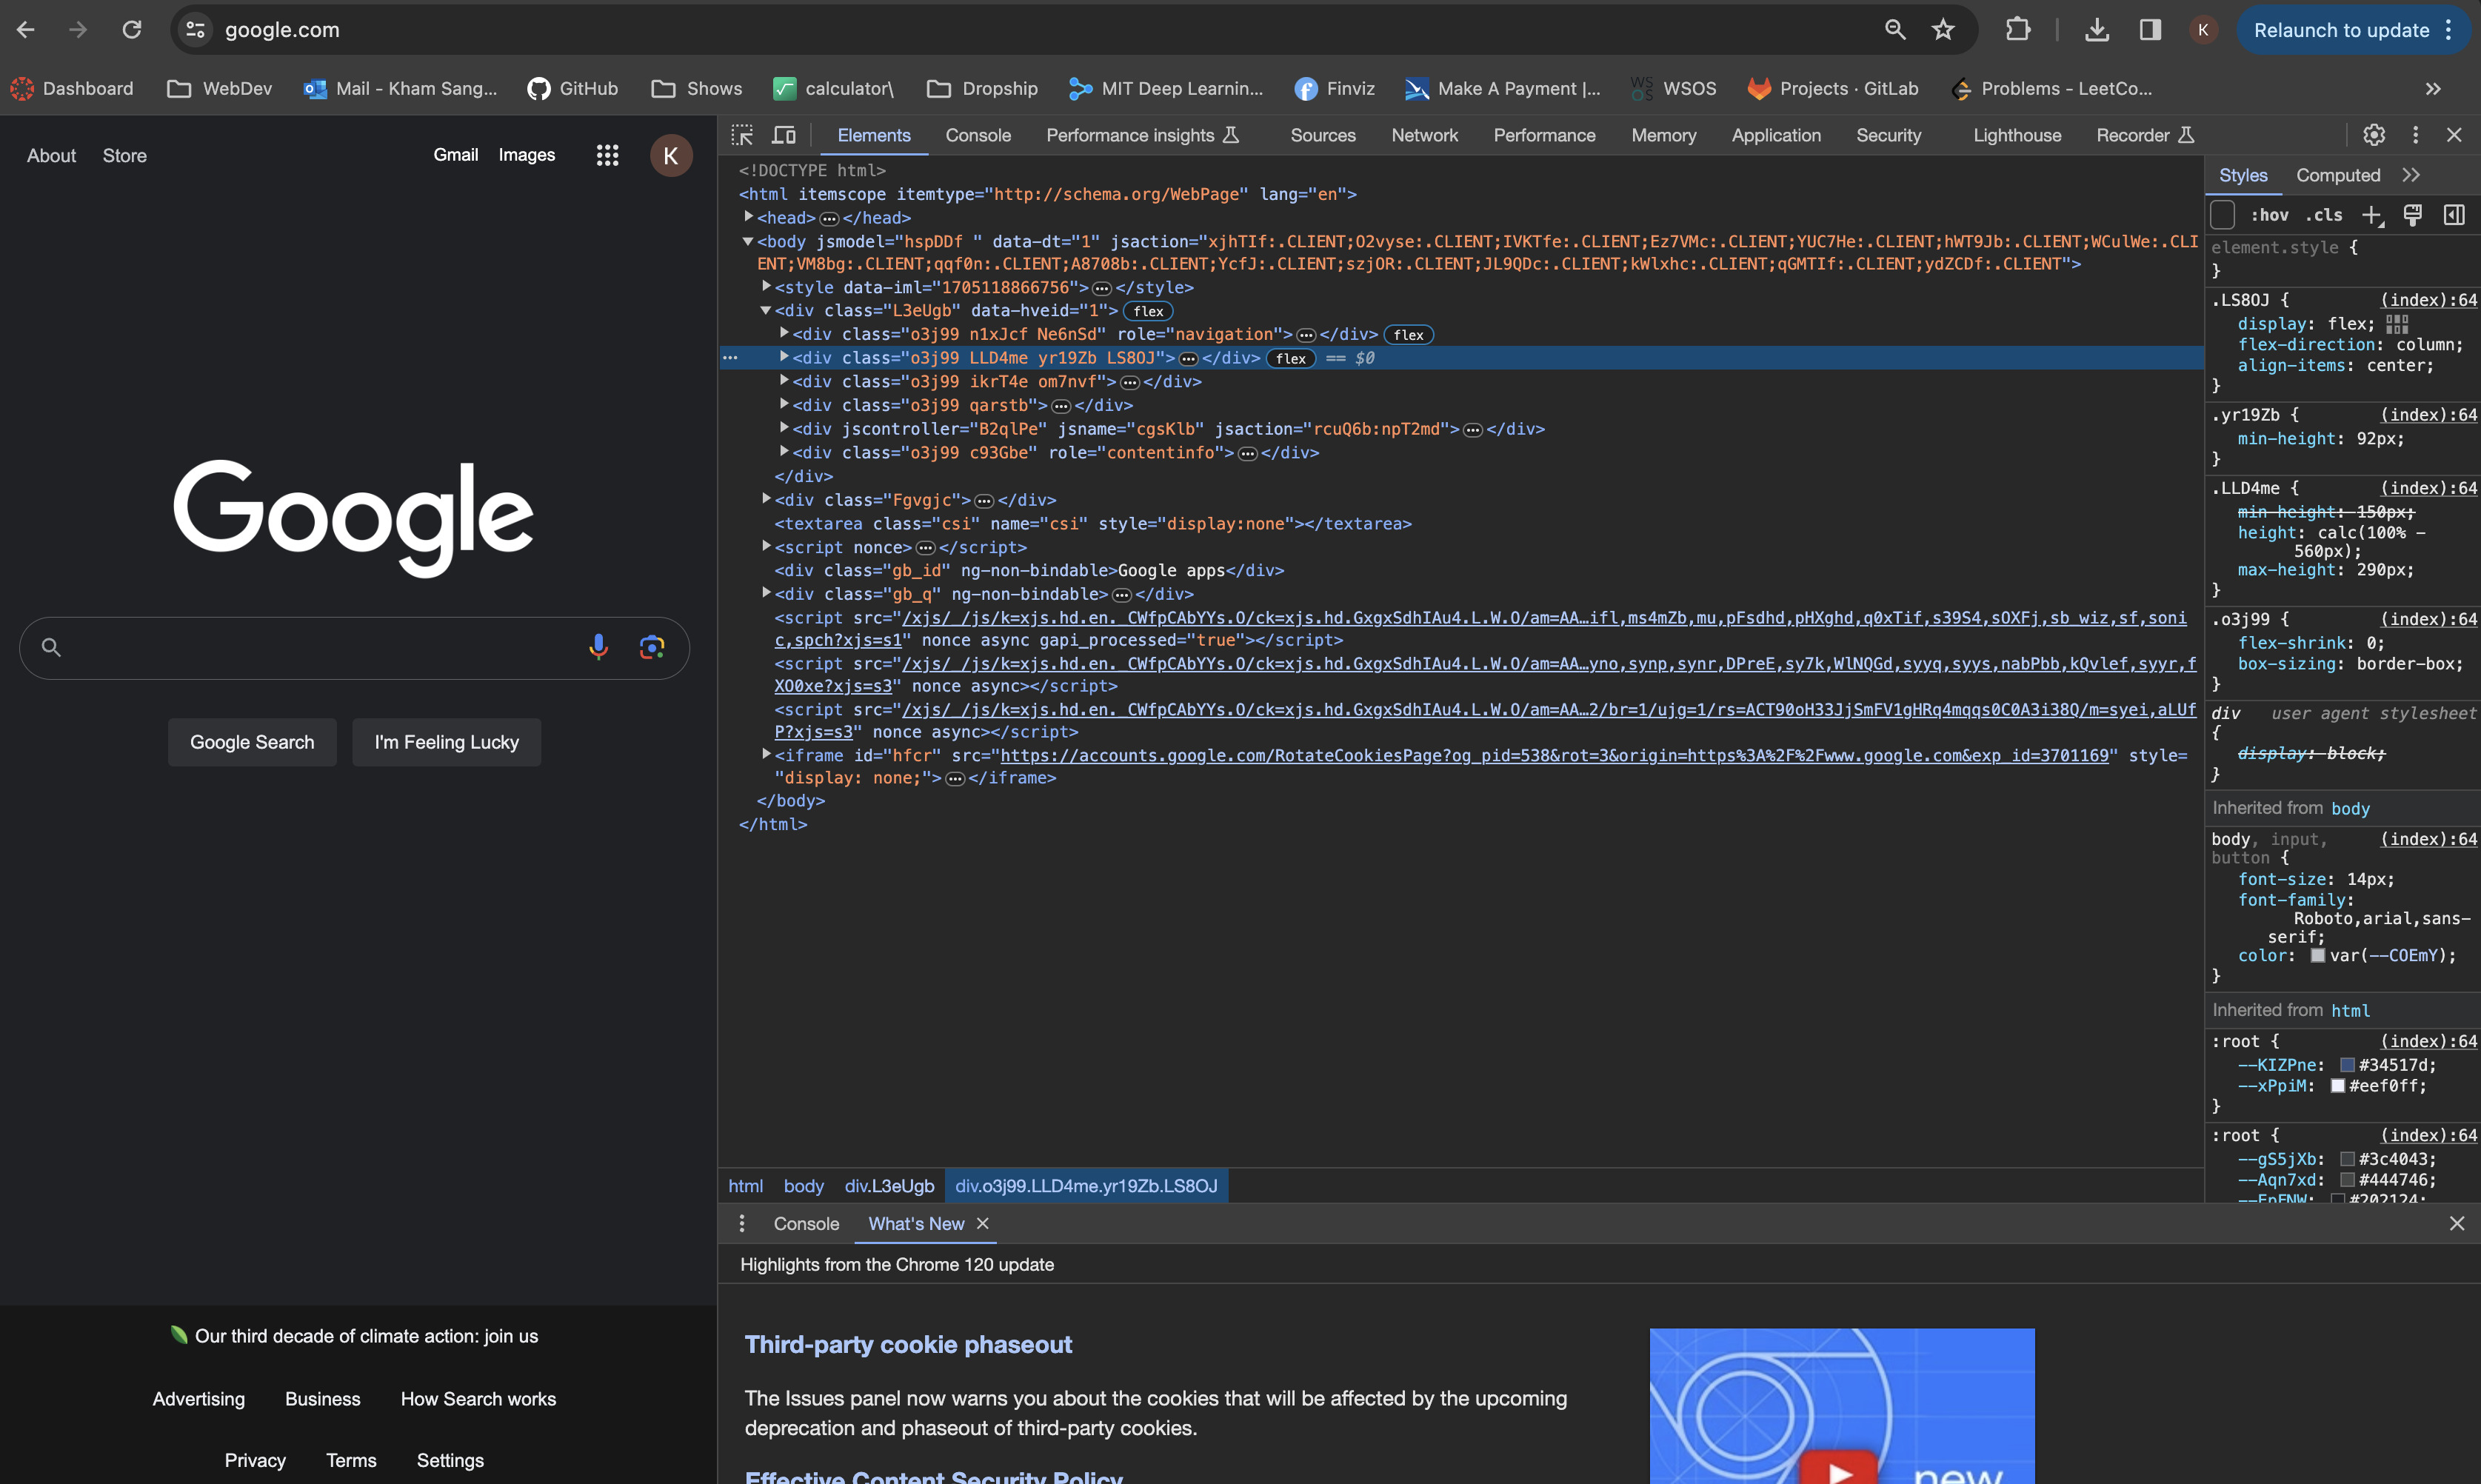 google.com
K
Relaunch to update
Dashboard
WebDev
Mail - Kham Sang...
GitHub
Shows
calculator\
Dropship
MIT Deep Learnin...
Finviz
Make A Payment |...
WSOS
Projects · GitLab
Problems - LeetCo...
About Store
Gmail Images
K
Google
Google Search
I'm Feeling Lucky
Our third decade of climate action: join us
Advertising Business How Search works
Privacy Terms Settings
Elements Console Performance insights Sources Network Performance Memory Application Security Lighthouse Recorder
<!DOCTYPE html>
<html itemscope itemtype="http://schema.org/WebPage" lang="en">
<head>…</head>
<body jsmodel="hspDDf " data-dt="1" jsaction="xjhTIf:.CLIENT;O2vyse:.CLIENT;IVKTfe:.CLIENT;Ez7VMc:.CLIENT;YUC7He:.CLIENT;hWT9Jb:.CLIENT;WCulWe:.CLI
ENT;VM8bg:.CLIENT;qqf0n:.CLIENT;A8708b:.CLIENT;YcfJ:.CLIENT;szjOR:.CLIENT;JL9QDc:.CLIENT;kWlxhc:.CLIENT;qGMTIf:.CLIENT;ydZCDf:.CLIENT">
<style data-iml="1705118866756">…</style>
<div class="L3eUgb" data-hveid="1"> flex
<div class="o3j99 n1xJcf Ne6nSd" role="navigation">…</div> flex
… <div class="o3j99 LLD4me yr19Zb LS8OJ">…</div> flex == $0
<div class="o3j99 ikrT4e om7nvf">…</div>
<div class="o3j99 qarstb">…</div>
<div jscontroller="B2qlPe" jsname="cgsKlb" jsaction="rcuQ6b:npT2md">…</div>
<div class="o3j99 c93Gbe" role="contentinfo">…</div>
</div>
<div class="Fgvgjc">…</div>
<textarea class="csi" name="csi" style="display:none"></textarea>
<script nonce>…</script>
<div class="gb_id" ng-non-bindable>Google apps</div>
<div class="gb_q" ng-non-bindable>…</div>
<script src="/xjs/_/js/k=xjs.hd.en._CWfpCAbYYs.O/ck=xjs.hd.GxgxSdhIAu4.L.W.O/am=AA…ifl,ms4mZb,mu,pFsdhd,pHXghd,q0xTif,s39S4,sOXFj,sb_wiz,sf,soni
c,spch?xjs=s1" nonce async gapi_processed="true"></script>
<script src="/xjs/_/js/k=xjs.hd.en._CWfpCAbYYs.O/ck=xjs.hd.GxgxSdhIAu4.L.W.O/am=AA…yno,synp,synr,DPreE,sy7k,WlNQGd,syyq,syys,nabPbb,kQvlef,syyr,f
XO0xe?xjs=s3" nonce async></script>
<script src="/xjs/_/js/k=xjs.hd.en._CWfpCAbYYs.O/ck=xjs.hd.GxgxSdhIAu4.L.W.O/am=AA…2/br=1/ujg=1/rs=ACT90oH33JjSmFV1gHRq4mqqs0C0A3i38Q/m=syei,aLUf
P?xjs=s3" nonce async></script>
<iframe id="hfcr" src="https://accounts.google.com/RotateCookiesPage?og_pid=538&rot=3&origin=https%3A%2F%2Fwww.google.com&exp_id=3701169" style=
"display: none;">…</iframe>
</body>
</html>
html body div.L3eUgb div.o3j99.LLD4me.yr19Zb.LS8OJ
Styles Computed
:hov .cls
element.style {
}
.LS8OJ { (index):64
display: flex;
flex-direction: column;
align-items: center;
}
.yr19Zb { (index):64
min-height: 92px;
}
.LLD4me { (index):64
min-height: 150px;
height: calc(100% -
560px);
max-height: 290px;
}
.o3j99 { (index):64
flex-shrink: 0;
box-sizing: border-box;
}
div user agent stylesheet
{
display: block;
}
Inherited from body
body, input, (index):64
button {
font-size: 14px;
font-family:
Roboto,arial,sans-
serif;
color: var(--COEmY);
}
Inherited from html
:root { (index):64
--KIZPne: #34517d;
--xPpiM: #eef0ff;
}
:root { (index):64
--gS5jXb: #3c4043;
--Aqn7xd: #444746;
--EpFNW: #202124;
Console What's New
Highlights from the Chrome 120 update
Third-party cookie phaseout
The Issues panel now warns you about the cookies that will be affected by the upcoming
deprecation and phaseout of third-party cookies.
Effective Content Security Policy
new